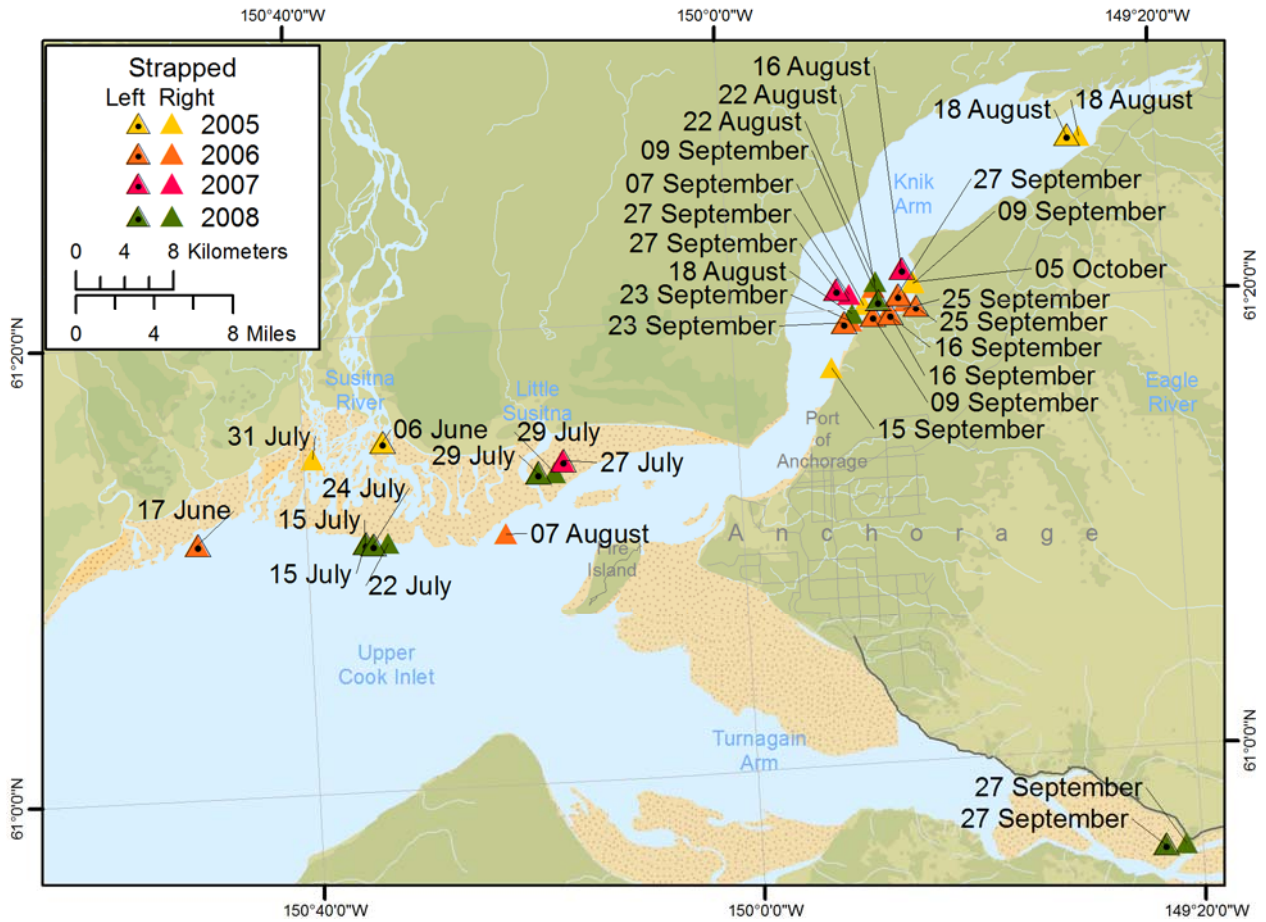 150°40'0"W
150°0'0"W
149°20'0"W
Strapped
Left Right
2005
2006
2007
2008
0 4 8 Kilometers
0 4 8 Miles
16 August
22 August
22 August
09 September
07 September
27 September
27 September
18 August
23 September
23 September
18 August
18 August
Knik
Arm
27 September
09 September
05 October
25 September
25 September
16 September
16 September
09 September
15 September
61°20'0"N
61°20'0"N
Susitna
River
Little
Susitna
Eagle
River
Port
of
Anchorage
31 July
06 June
29 July
29 July
27 July
24 July
17 June
15 July
15 July
22 July
07 August
Fire
Island
Anchorage
Upper
Cook Inlet
Turnagain
Arm
61°0'0"N
61°0'0"N
27 September
27 September
150°40'0"W
150°0'0"W
149°20'0"W